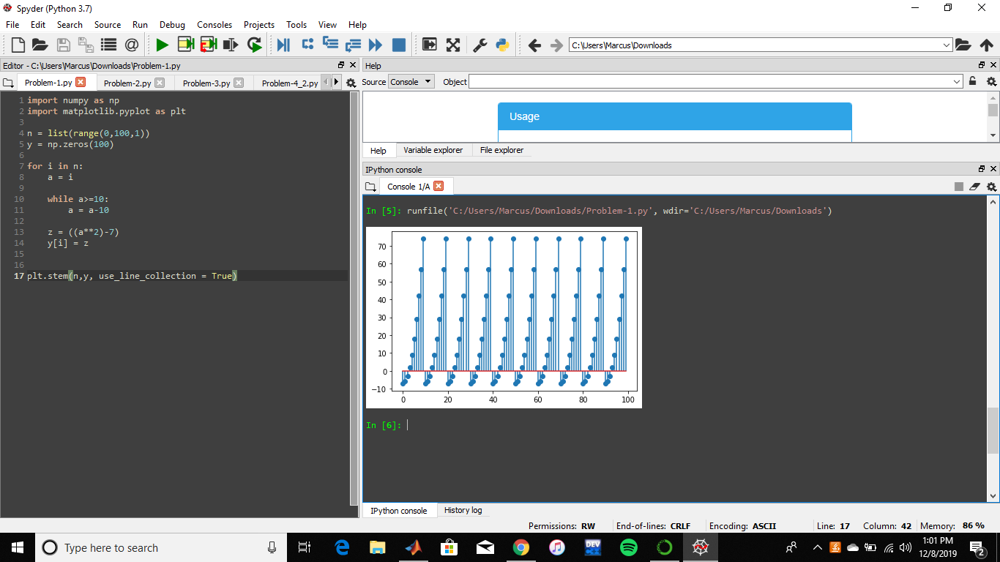 Spyder (Python 3.7)
File Edit Search Source Run Debug Consoles Projects Tools View Help
C:\Users\Marcus\Downloads
Editor - C:\Users\Marcus\Downloads\Problem-1.py
Problem-1.py Problem-2.py Problem-3.py Problem-4_2.py
1 import numpy as np
2 import matplotlib.pyplot as plt
3
4 n = list(range(0,100,1))
5 y = np.zeros(100)
6
7 for i in n:
8     a = i
9
10     while a>=10:
11         a = a-10
12
13     z = ((a**2)-7)
14     y[i] = z
15
16
17 plt.stem(n,y, use_line_collection = True)
Help
Source Console Object
Usage
Help Variable explorer File explorer
IPython console
Console 1/A
In [5]: runfile('C:/Users/Marcus/Downloads/Problem-1.py', wdir='C:/Users/Marcus/Downloads')
70
60
50
40
30
20
10
0
−10
0 20 40 60 80 100
In [6]:
IPython console History log
Permissions: RW End-of-lines: CRLF Encoding: ASCII Line: 17 Column: 42 Memory: 86 %
Type here to search
DEV
1:01 PM
12/8/2019
2